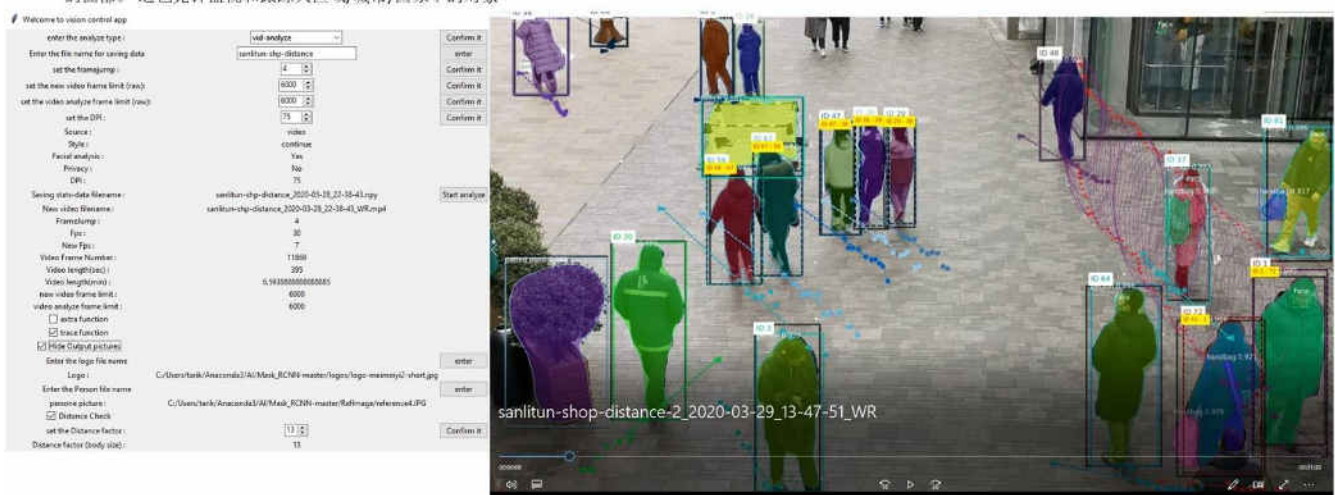 Welcome to vision control app
enter the analyze type : vid-analyze Confirm it
Enter the file name for saving data sanlitun-shp-distance enter
set the framejump : 4 Confirm it
set the new video frame limit (raw): 6000 Confirm it
set the video analyze frame limit (raw): 6000 Confirm it
set the DPI : 75 Confirm it
Source : video
Style : continue
Facial analysis : Yes
Privacy : No
DPI : 75
Saving stats-data filename : sanlitun-shp-distance_2020-03-28_22-38-43.npy Start analyze
New video filename : sanlitun-shp-distance_2020-03-28_22-38-43_WR.mp4
FrameJump : 4
Fps : 30
New Fps : 7
Video Frame Number : 11869
Video length(sec) : 395
Video length(min) :
new video frame limit : 6000
video analyze frame limit : 6000
extra function
trace function
Hide Output pictures
Enter the logo file name enter
Logo : C:/Users/tarik/Anaconda3/AI/Mask_RCNN-master/logos/logo-meimeiyi2-short.jpg
Enter the Person file name enter
persone picture : C:/Users/tarik/Anaconda3/AI/Mask_RCNN-master/RefImage/reference4.JPG
Distance Check
set the Distance factor : 13 Confirm it
Distance factor (body size) : 13
ID 48
ID 47
ID 29
ID 67
ID 56
ID 37
ID 91
ID 20
ID 44
ID 1
ID 72
handbag 0.971
sanlitun-shop-distance-2_2020-03-29_13-47-51_WR